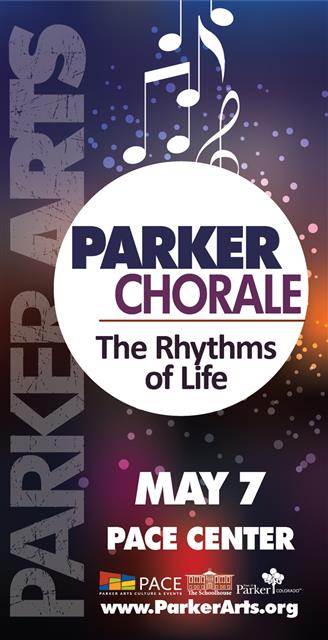 PARKER ARTS
PARKER
CHORALE
The Rhythms
of Life
MAY 7
PACE CENTER
PACE
PARKER ARTS CULTURE & EVENTS
The Schoolhouse
Parker
COLORADO
www.ParkerArts.org